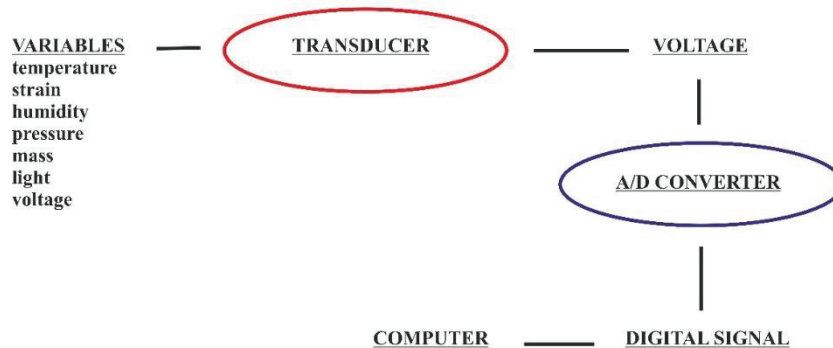 VARIABLES
temperature
strain
humidity
pressure
mass
light
voltage
TRANSDUCER
VOLTAGE
A/D CONVERTER
DIGITAL SIGNAL
COMPUTER